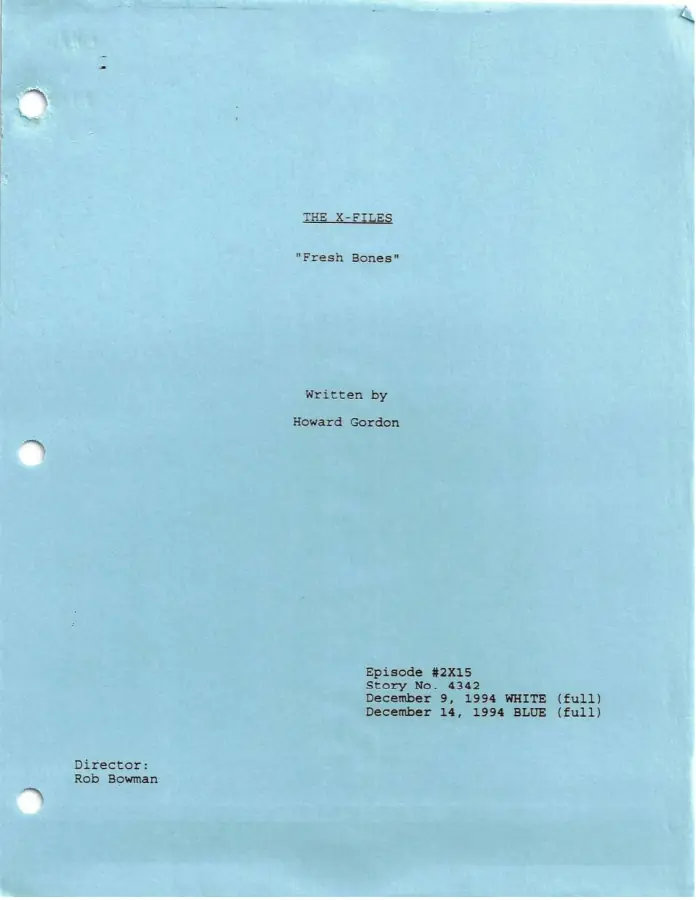 THE X-FILES
"Fresh Bones"
Written by
Howard Gordon
Episode #2X15
Story No. 4342
December 9, 1994 WHITE (full)
December 14, 1994 BLUE (full)
Director:
Rob Bowman